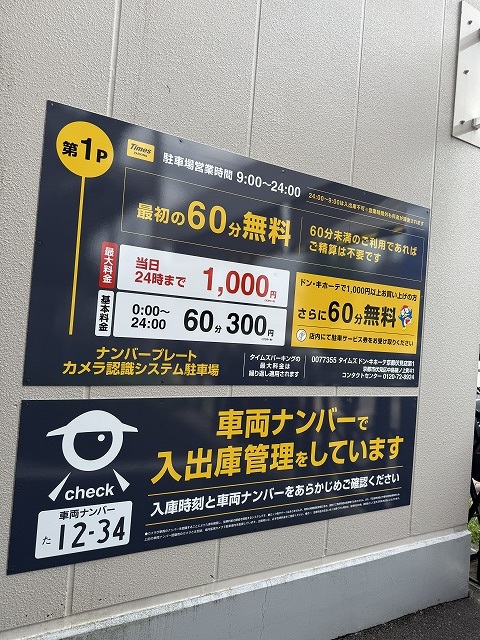 第1P
Times
PARKING
駐車場営業時間 9:00〜24:00
最初の60分無料
60分未満のご利用であれば
ご精算は不要です
最大料金
当日
24時まで
1,000円
基本料金
0:00〜
24:00
60分 300円
ドン・キホーテで1,000円以上お買い上げの方
さらに60分無料
店内にて駐車サービス券をお受け取りください
ナンバープレート
カメラ認識システム駐車場
タイムズパーキングの
最大料金は
繰り返し適用されます
0077355 タイムズ ドン・キホーテ京都伏見店第1
コンタクトセンター 0120-72-8924
車両ナンバーで
入出庫管理をしています
check
入庫時刻と車両ナンバーをあらかじめご確認ください
車両ナンバー
た 12-34